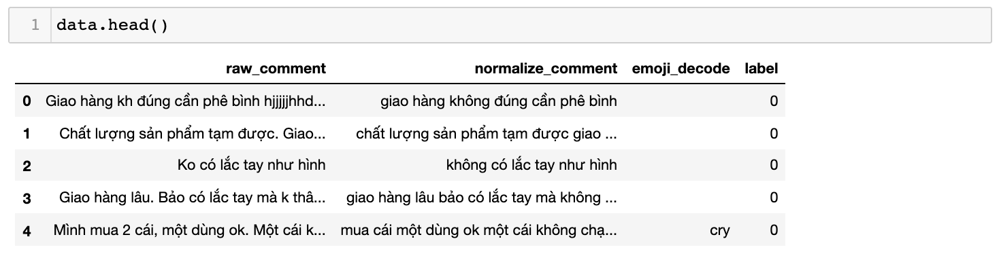 1 data.head()
raw_comment normalize_comment emoji_decode label
0 Giao hàng kh đúng cần phê bình hjjjjjhhd... giao hàng không đúng cần phê bình 0
1 Chất lượng sản phẩm tạm được. Giao... chất lượng sản phẩm tạm được giao ... 0
2 Ko có lắc tay như hình không có lắc tay như hình 0
3 Giao hàng lâu. Bảo có lắc tay mà k thâ... giao hàng lâu bảo có lắc tay mà không ... 0
4 Mình mua 2 cái, một dùng ok. Một cái k... mua cái một dùng ok một cái không chạ... cry 0